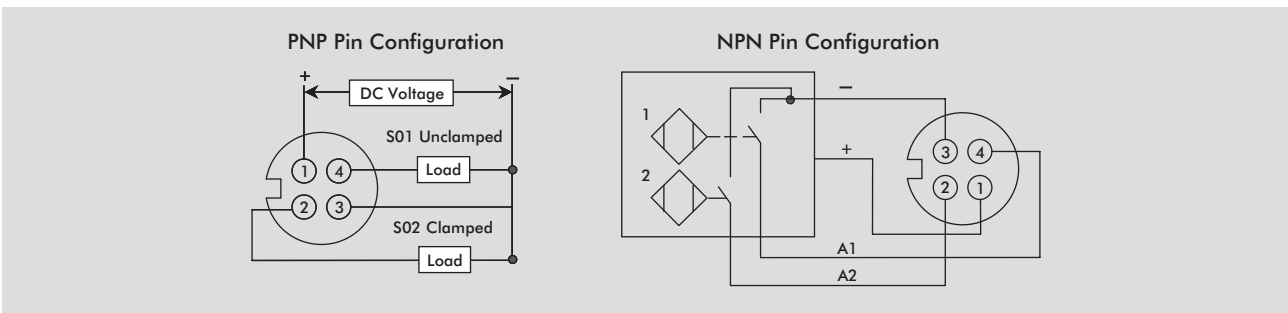 PNP Pin Configuration
+
−
DC Voltage
S01 Unclamped
1
4
Load
2
3
S02 Clamped
Load
NPN Pin Configuration
−
1
3
4
+
2
2
1
A1
A2